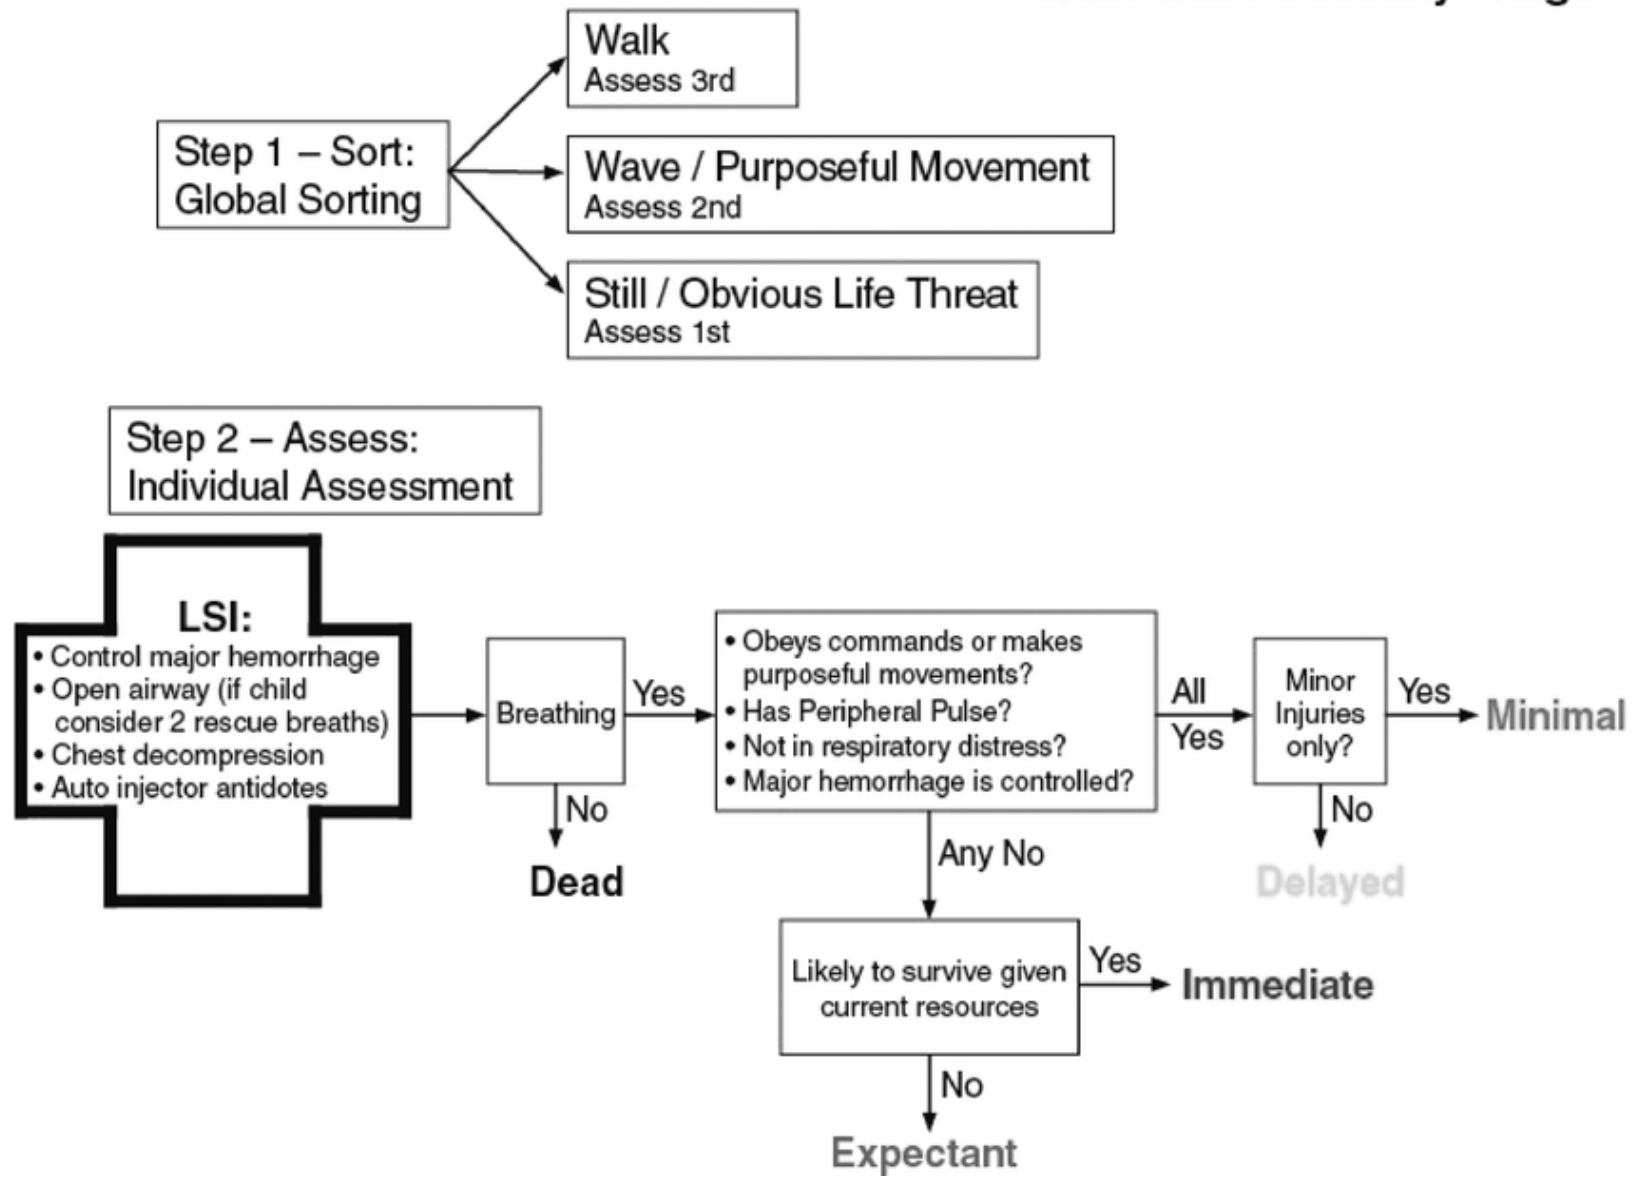 Walk
Assess 3rd
Step 1 – Sort:
Global Sorting
Wave / Purposeful Movement
Assess 2nd
Still / Obvious Life Threat
Assess 1st
Step 2 – Assess:
Individual Assessment
LSI:
• Control major hemorrhage
• Open airway (if child
consider 2 rescue breaths)
• Chest decompression
• Auto injector antidotes
Breathing
Yes
No
Dead
• Obeys commands or makes
purposeful movements?
• Has Peripheral Pulse?
• Not in respiratory distress?
• Major hemorrhage is controlled?
All
Yes
Minor
Injuries
only?
Yes
Minimal
No
Delayed
Any No
Likely to survive given
current resources
Yes
Immediate
No
Expectant